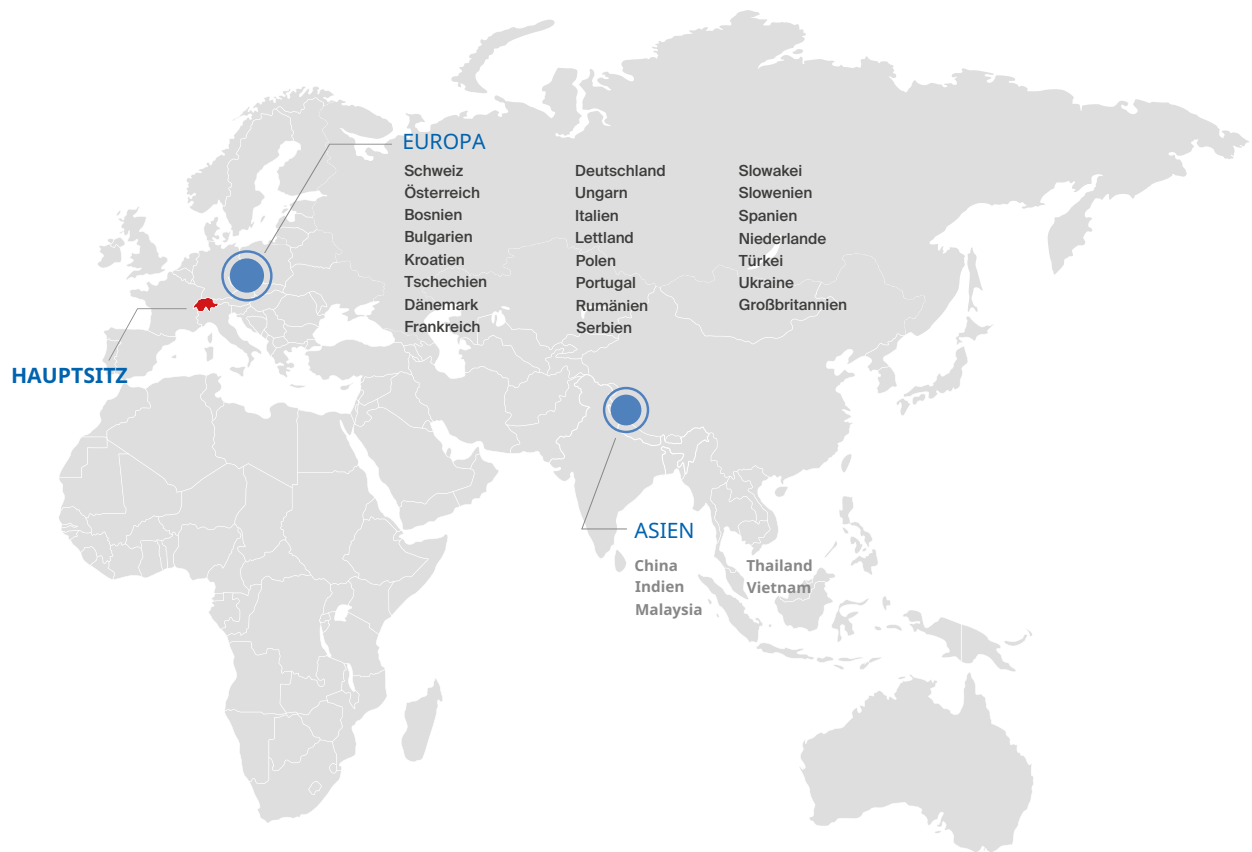 EUROPA
Schweiz
Österreich
Bosnien
Bulgarien
Kroatien
Tschechien
Dänemark
Frankreich
Deutschland
Ungarn
Italien
Lettland
Polen
Portugal
Rumänien
Serbien
Slowakei
Slowenien
Spanien
Niederlande
Türkei
Ukraine
Großbritannien
HAUPTSITZ
ASIEN
China
Indien
Malaysia
Thailand
Vietnam